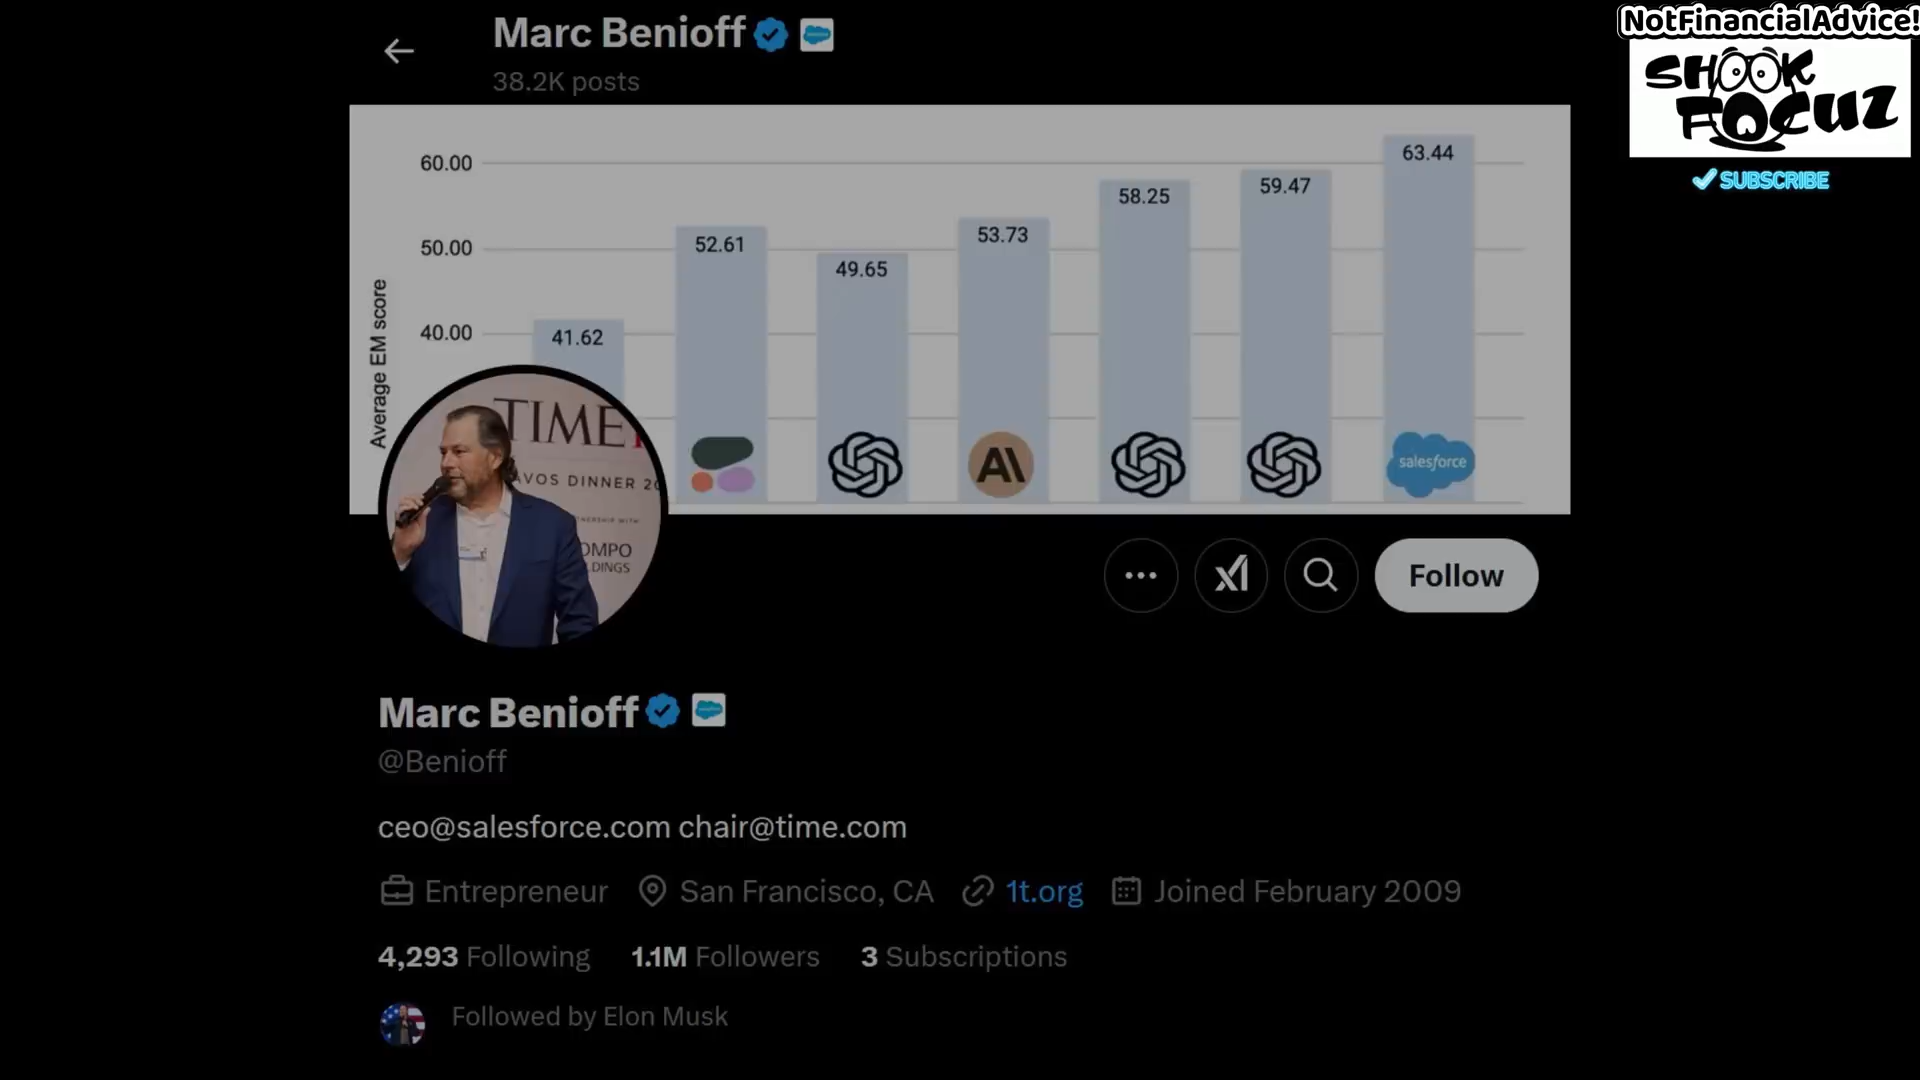 Marc Benioff
38.2K posts
NotFinancialAdvice!
SHOOK
FOCUZ
SUBSCRIBE
60.00
50.00
40.00
Average EM score
41.62
52.61
49.65
53.73
58.25
59.47
63.44
salesforce
TIME
AVOS DINNER 20
OMPO
LDINGS
Follow
Marc Benioff
@Benioff
ceo@salesforce.com chair@time.com
Entrepreneur San Francisco, CA 1t.org Joined February 2009
4,293 Following 1.1M Followers 3 Subscriptions
Followed by Elon Musk